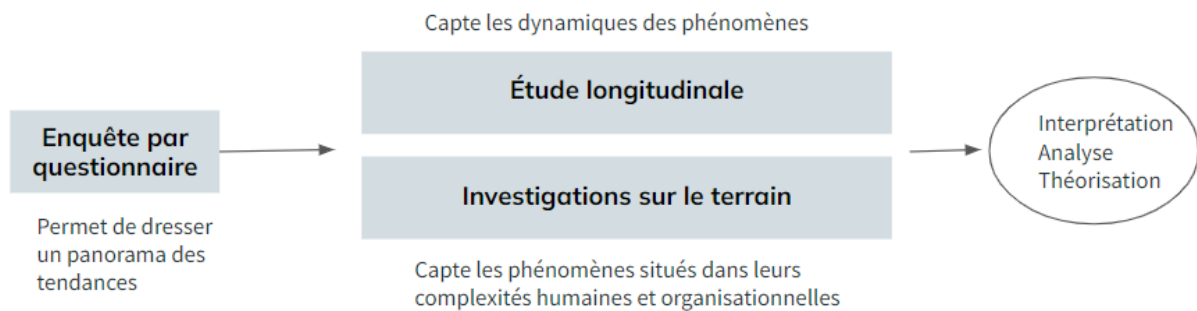 Capte les dynamiques des phénomènes
Étude longitudinale
Enquête par
questionnaire
Permet de dresser
un panorama des
tendances
Investigations sur le terrain
Capte les phénomènes situés dans leurs
complexités humaines et organisationnelles
Interprétation
Analyse
Théorisation